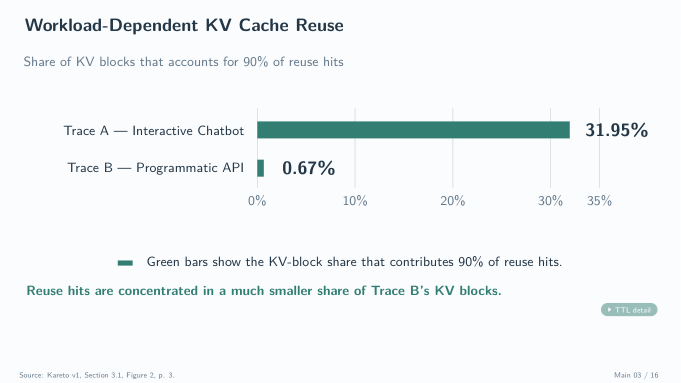 Workload-Dependent KV Cache Reuse
Share of KV blocks that accounts for 90% of reuse hits
Trace A — Interactive Chatbot
31.95%
Trace B — Programmatic API
0.67%
0% 10% 20% 30% 35%
Green bars show the KV-block share that contributes 90% of reuse hits.
Reuse hits are concentrated in a much smaller share of Trace B's KV blocks.
TTL detail
Source: Kareto v1, Section 3.1, Figure 2, p. 3.
Main 03 / 16